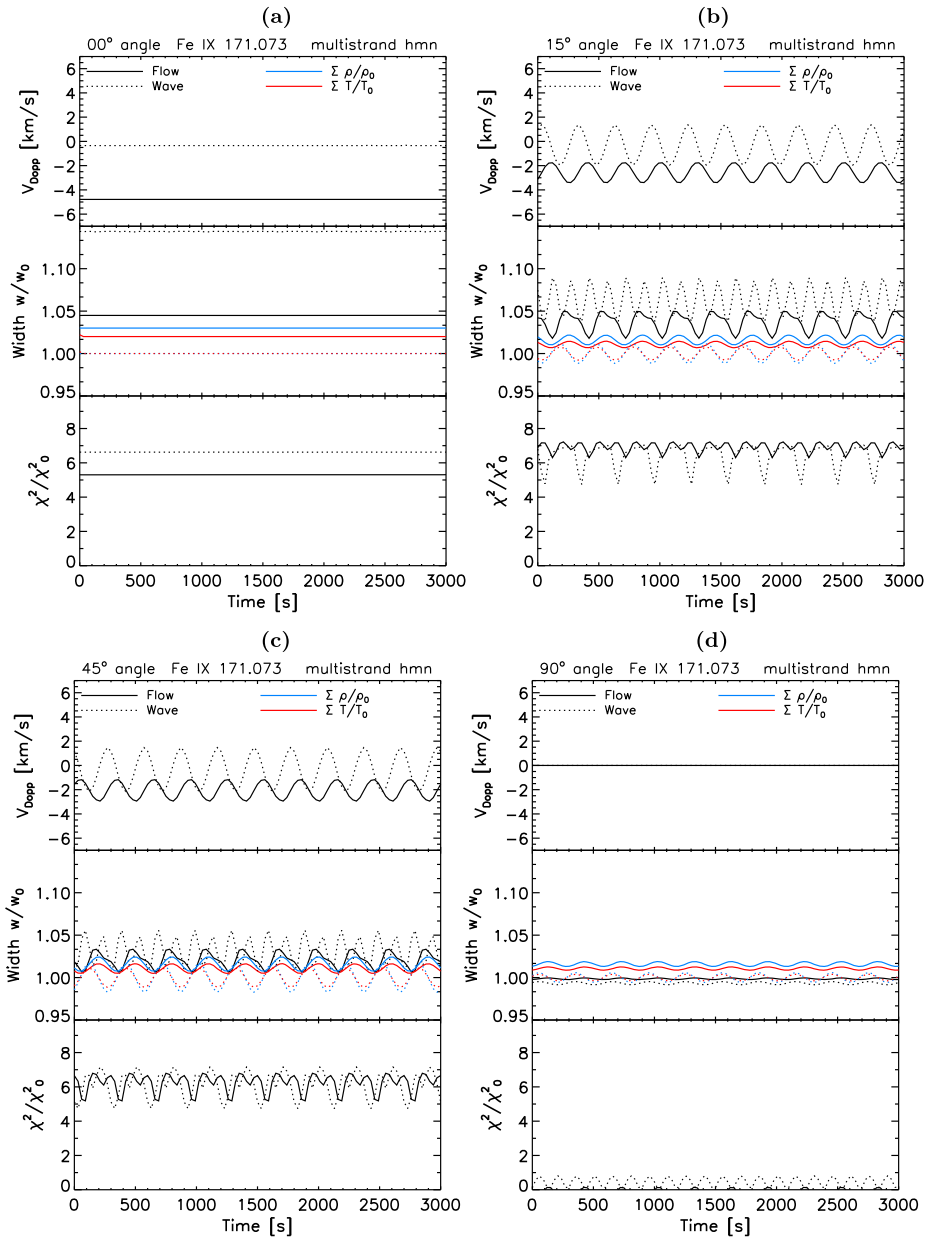 (a)
00° angle Fe IX 171.073 multistrand hmn
Flow
Wave
Σ ρ/ρ₀
Σ T/T₀
V_Dopp [km/s]
6
4
2
0
−2
−4
−6
Width w/w₀
1.10
1.05
1.00
0.95
χ²/χ²₀
8
6
4
2
0
0 500 1000 1500 2000 2500 3000
Time [s]
(b)
15° angle Fe IX 171.073 multistrand hmn
Flow
Wave
Σ ρ/ρ₀
Σ T/T₀
V_Dopp [km/s]
6
4
2
0
−2
−4
−6
Width w/w₀
1.10
1.05
1.00
0.95
χ²/χ²₀
8
6
4
2
0
0 500 1000 1500 2000 2500 3000
Time [s]
(c)
45° angle Fe IX 171.073 multistrand hmn
Flow
Wave
Σ ρ/ρ₀
Σ T/T₀
V_Dopp [km/s]
6
4
2
0
−2
−4
−6
Width w/w₀
1.10
1.05
1.00
0.95
χ²/χ²₀
8
6
4
2
0
0 500 1000 1500 2000 2500 3000
Time [s]
(d)
90° angle Fe IX 171.073 multistrand hmn
Flow
Wave
Σ ρ/ρ₀
Σ T/T₀
V_Dopp [km/s]
6
4
2
0
−2
−4
−6
Width w/w₀
1.10
1.05
1.00
0.95
χ²/χ²₀
8
6
4
2
0
0 500 1000 1500 2000 2500 3000
Time [s]